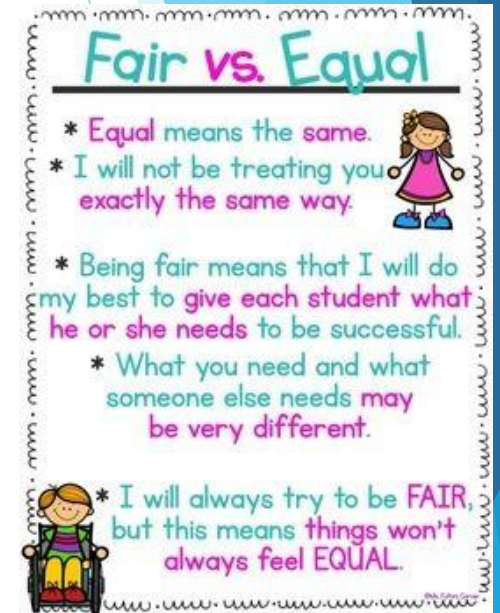 Fair vs. Equal
* Equal means the same.
* I will not be treating you
exactly the same way.
* Being fair means that I will do
my best to give each student what
he or she needs to be successful.
* What you need and what
someone else needs may
be very different.
* I will always try to be FAIR,
but this means things won't
always feel EQUAL.